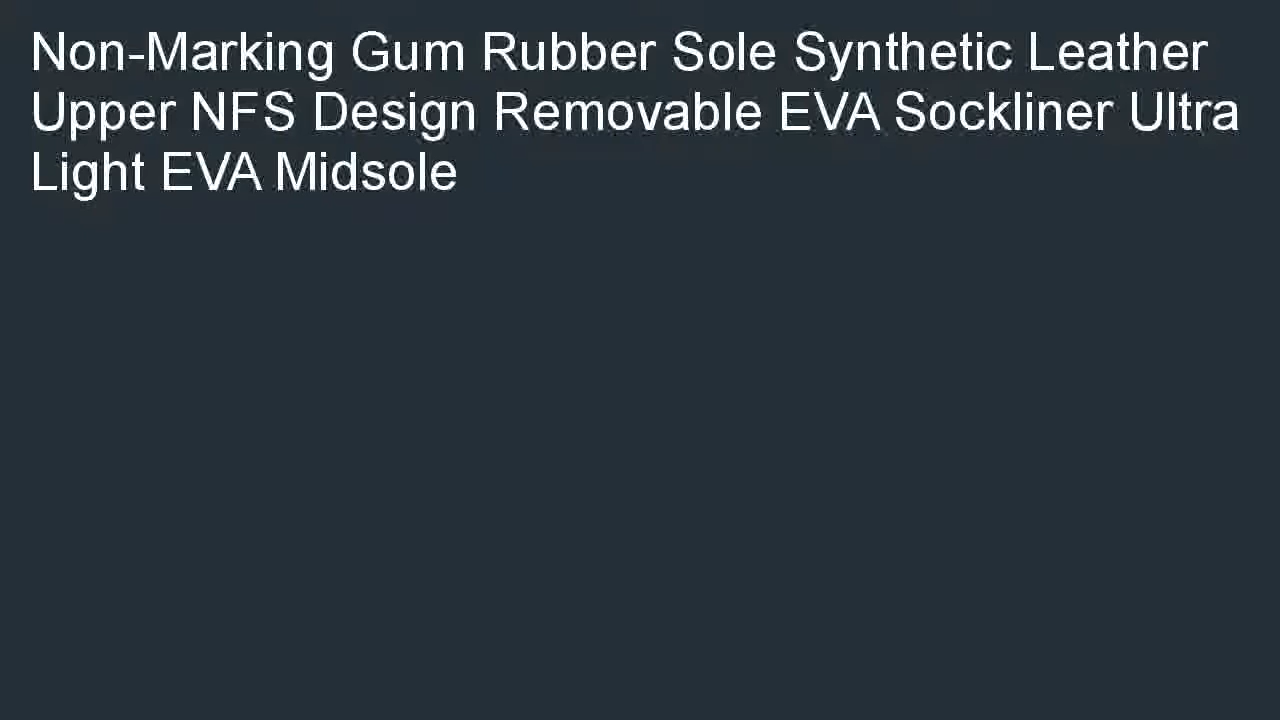 Non-Marking Gum Rubber Sole Synthetic Leather
Upper NFS Design Removable EVA Sockliner Ultra
Light EVA Midsole